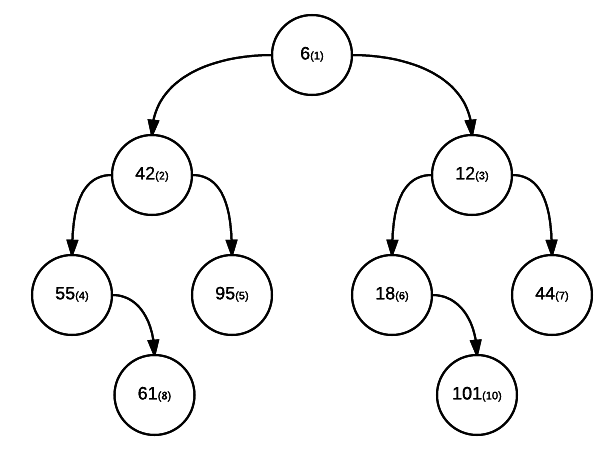 6(1)
42(2) 12(3)
55(4) 95(5) 18(6) 44(7)
61(8) 101(10)